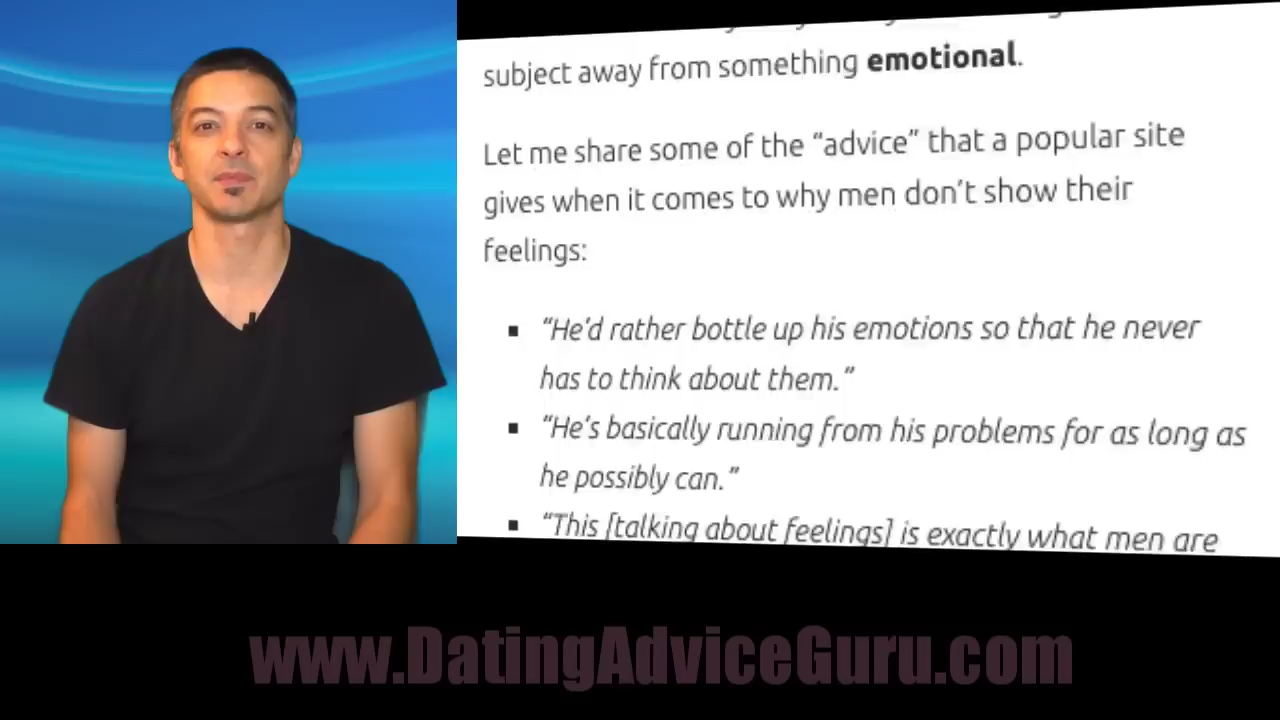 subject away from something emotional.
Let me share some of the “advice” that a popular site
gives when it comes to why men don’t show their
feelings:
▪ “He’d rather bottle up his emotions so that he never
has to think about them.”
▪ “He’s basically running from his problems for as long as
he possibly can.”
▪ “This [talking about feelings] is exactly what men are
www.DatingAdviceGuru.com